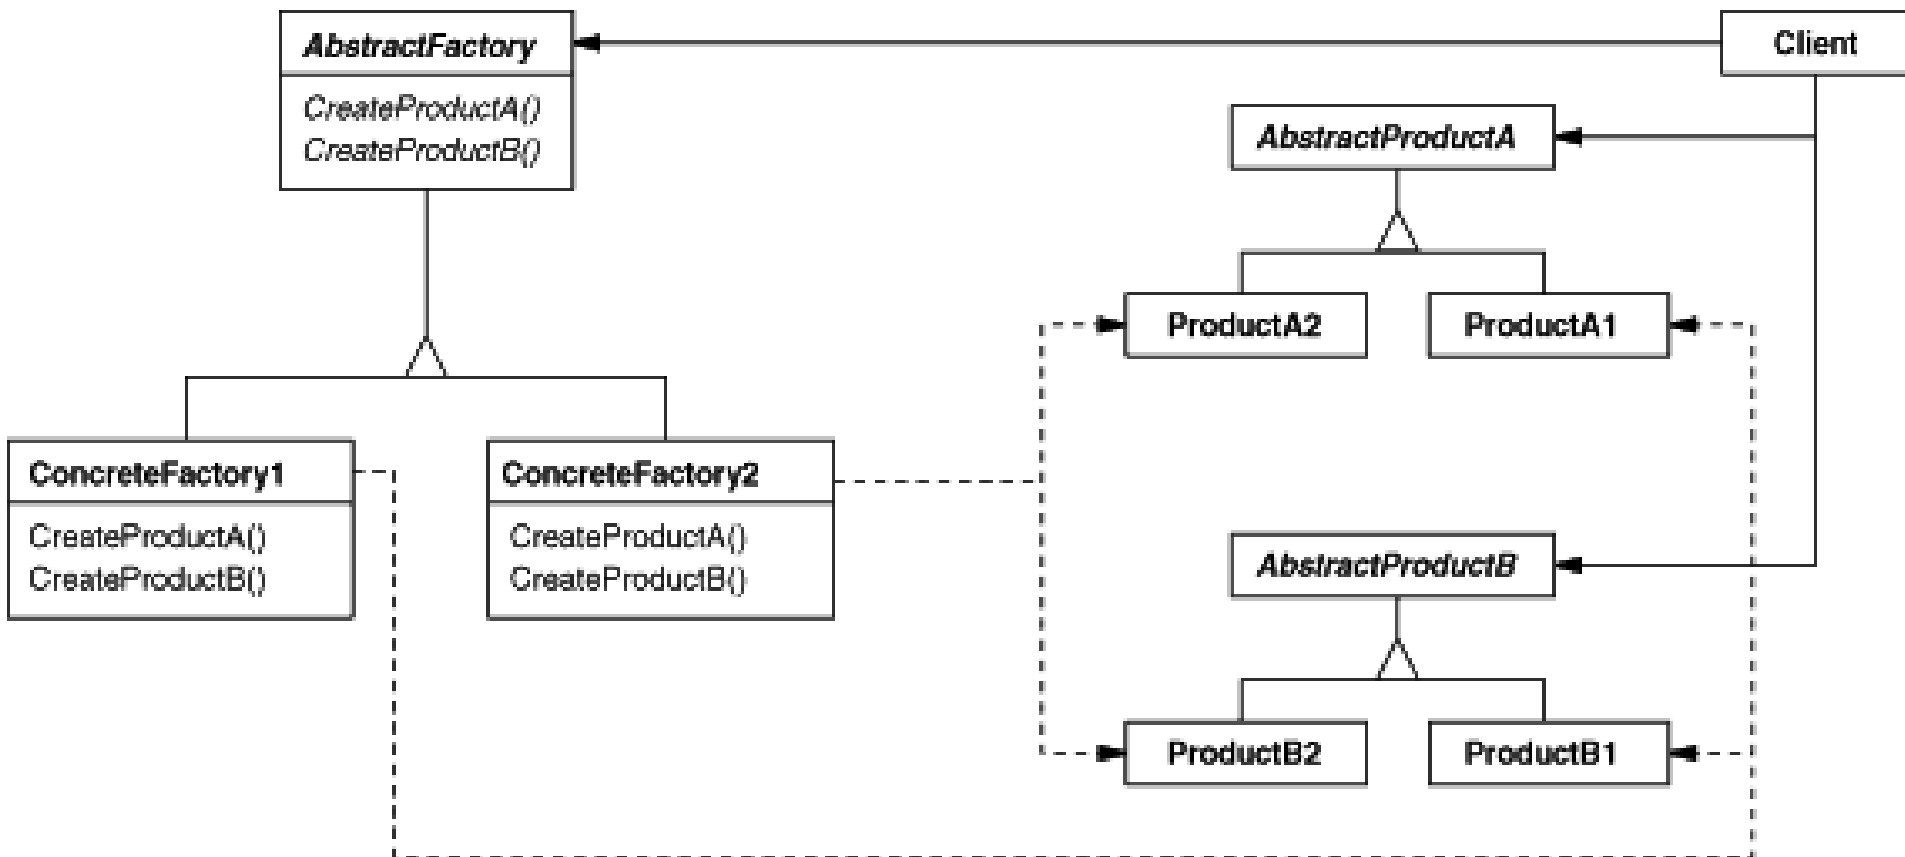 AbstractFactory
CreateProductA()
CreateProductB()
Client
AbstractProductA
ProductA2
ProductA1
ConcreteFactory1
CreateProductA()
CreateProductB()
ConcreteFactory2
CreateProductA()
CreateProductB()
AbstractProductB
ProductB2
ProductB1